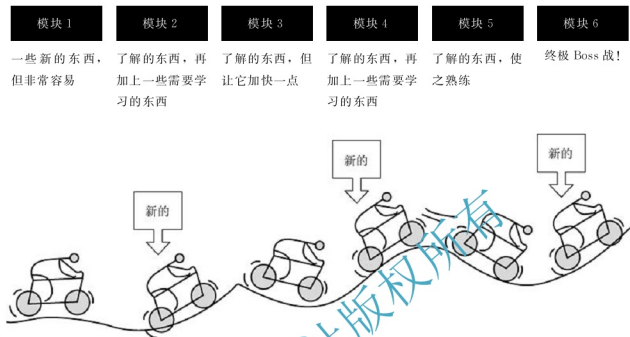 模块 1
模块 2
模块 3
模块 4
模块 5
模块 6
一些新的东西，
但非常容易
了解的东西，再
加上一些需要学
习的东西
了解的东西，但
让它加快一点
了解的东西，再
加上一些需要学
习的东西
了解的东西，使
之熟练
终极 Boss 战！
新的
新的
新的
版权所有